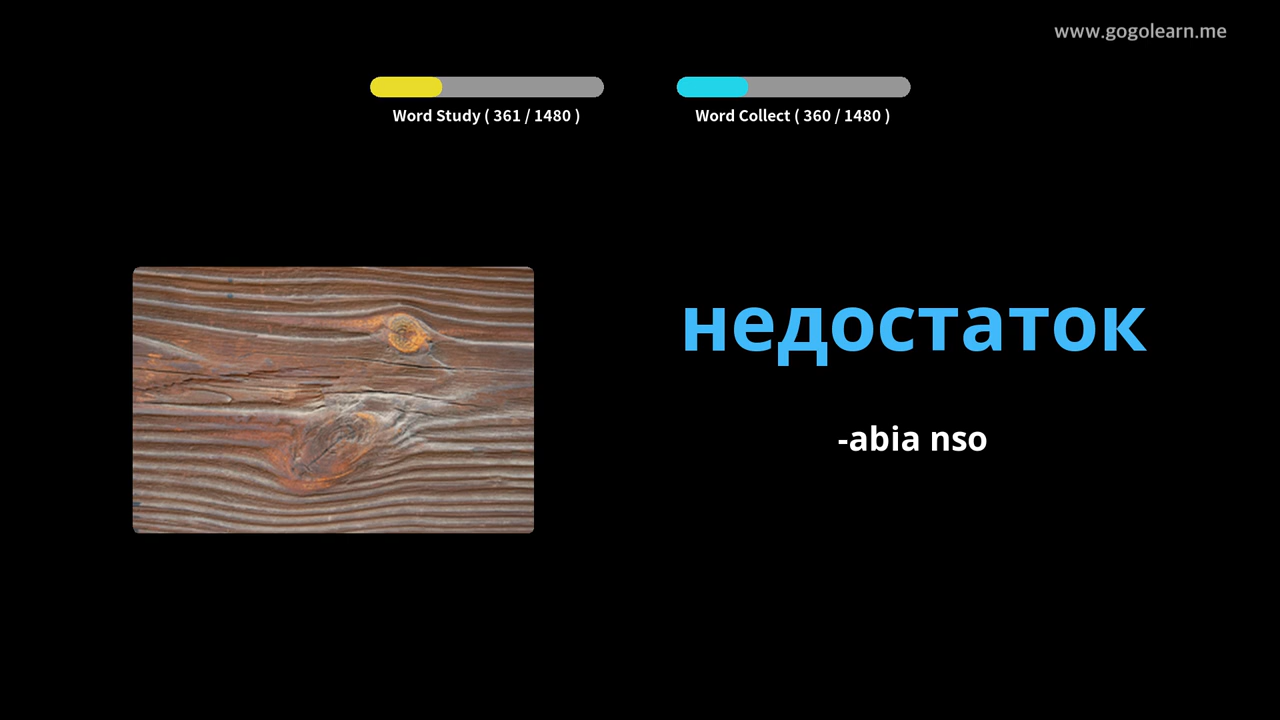 www.gogolearn.me
Word Study ( 361 / 1480 )
Word Collect ( 360 / 1480 )
недостаток
-abia nso